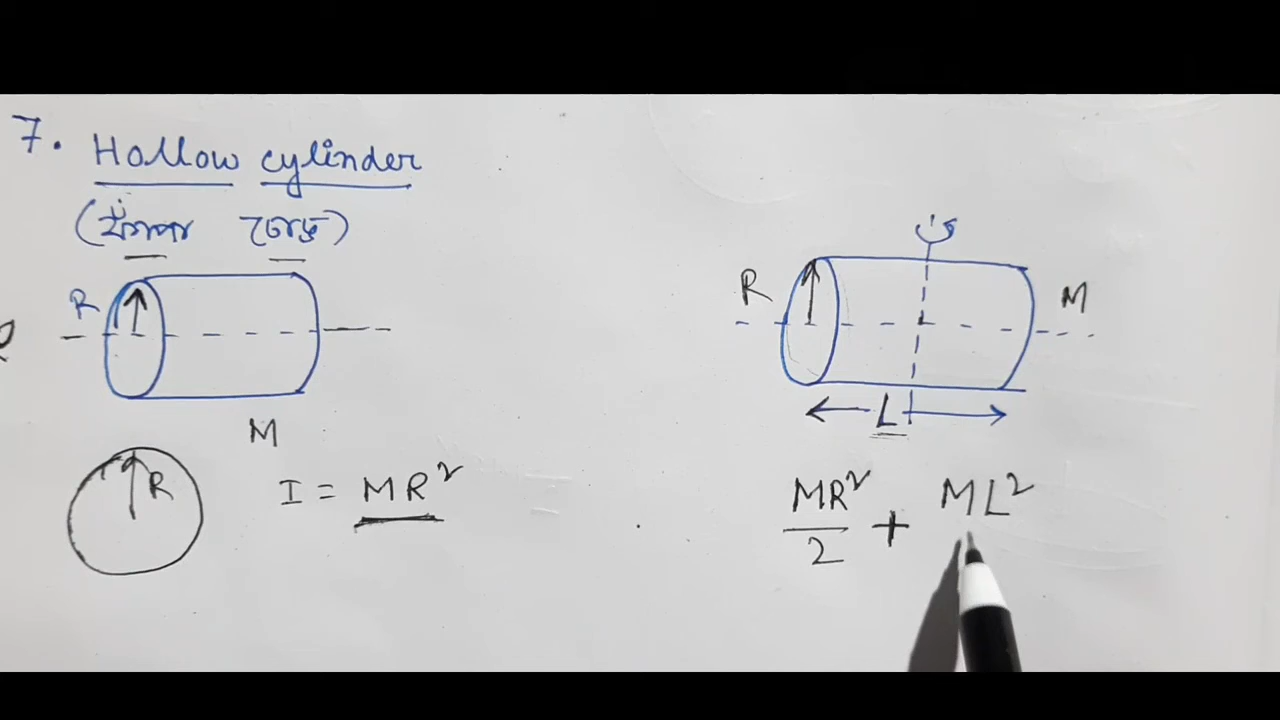 7. Hollow cylinder
R
M
R
I = MR²
R
M
L
MR²/2 + ML²